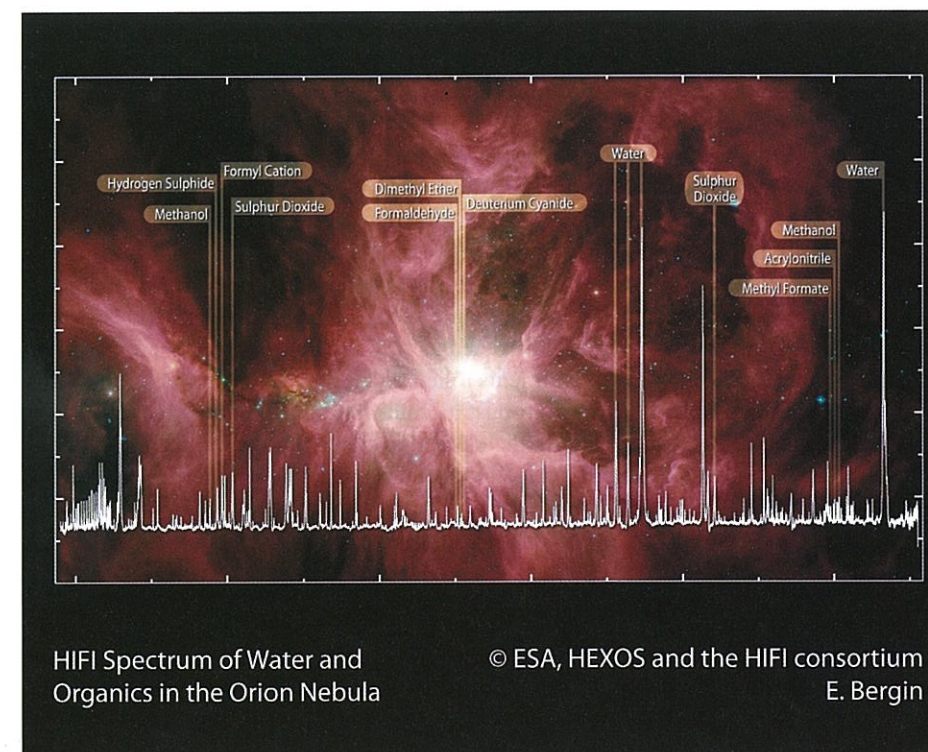 Water
Formyl Cation
Water
Hydrogen Sulphide
Sulphur
Dioxide
Dimethyl Ether
Deuterium Cyanide
Sulphur Dioxide
Methanol
Formaldehyde
Methanol
Acrylonitrile
Methyl Formate
HIFI Spectrum of Water and
Organics in the Orion Nebula
© ESA, HEXOS and the HIFI consortium
E. Bergin